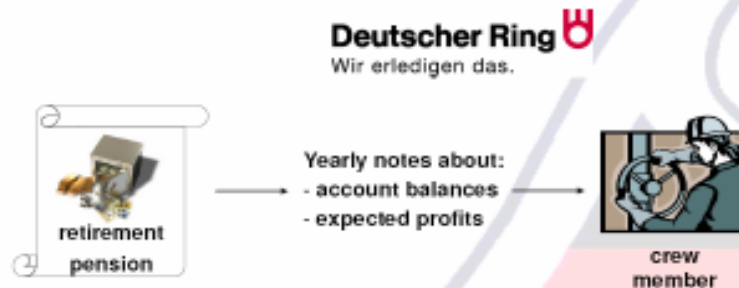 Deutscher Ring
Wir erledigen das.
Yearly notes about:
- account balances
- expected profits
retirement
pension
crew
member